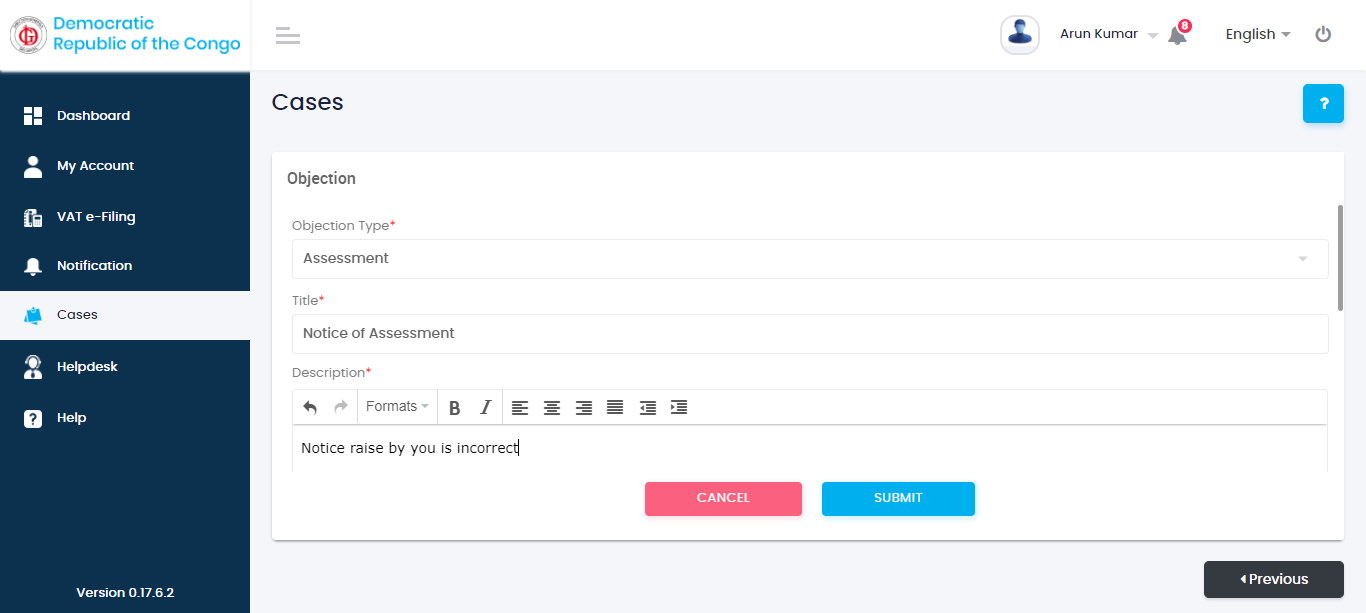 Democratic
Republic of the Congo
Arun Kumar
8
English
Dashboard
My Account
VAT e-Filing
Notification
Cases
Helpdesk
Help
Version 0.17.6.2
Cases
?
Objection
Objection Type*
Assessment
Title*
Notice of Assessment
Description*
Formats B I
Notice raise by you is incorrect
CANCEL SUBMIT
Previous